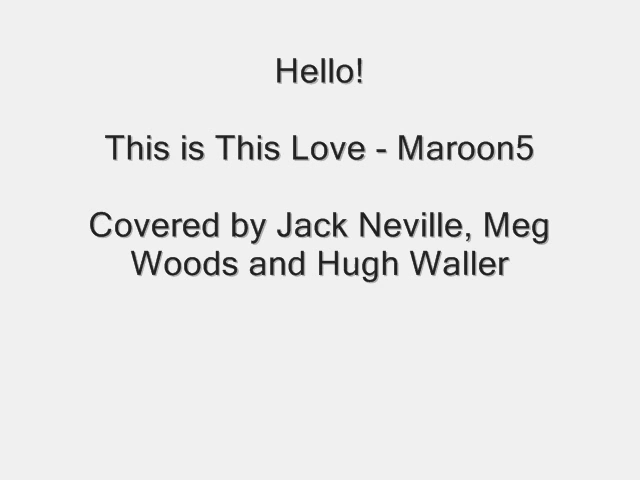 Hello!
This is This Love - Maroon5
Covered by Jack Neville, Meg
Woods and Hugh Waller